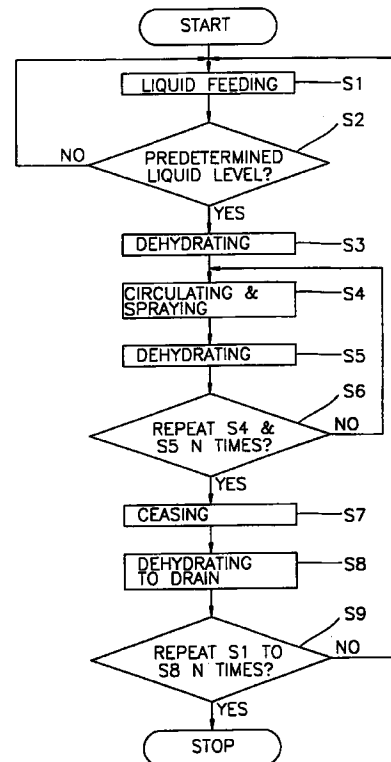 START
LIQUID FEEDING
S1
S2
NO
PREDETERMINED
LIQUID LEVEL?
YES
DEHYDRATING
S3
CIRCULATING &
SPRAYING
S4
DEHYDRATING
S5
S6
REPEAT S4 &
S5 N TIMES?
NO
YES
CEASING
S7
DEHYDRATING
TO DRAIN
S8
S9
REPEAT S1 TO
S8 N TIMES?
NO
YES
STOP